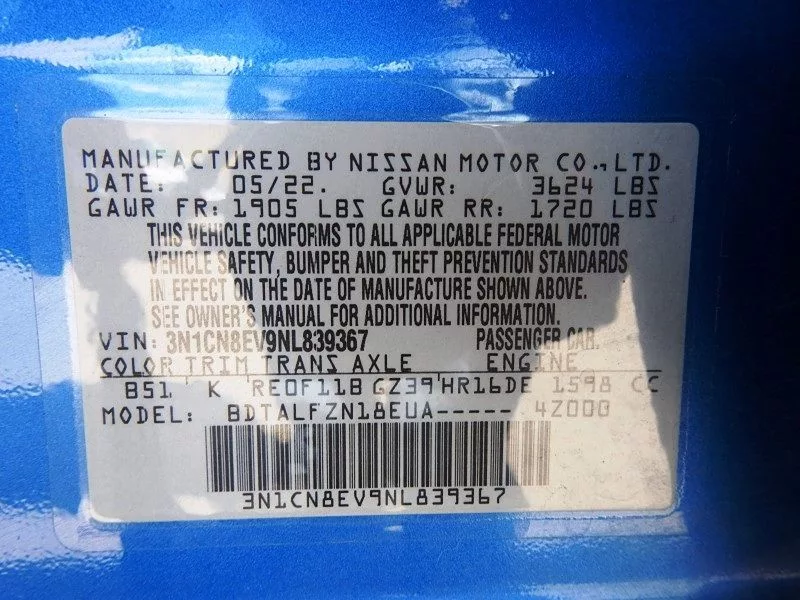 MANUFACTURED BY NISSAN MOTOR CO.,LTD.
DATE: 05/22. GVWR: 3624 LBS
GAWR FR: 1905 LBS GAWR RR: 1720 LBS
THIS VEHICLE CONFORMS TO ALL APPLICABLE FEDERAL MOTOR
VEHICLE SAFETY, BUMPER AND THEFT PREVENTION STANDARDS
IN EFFECT ON THE DATE OF MANUFACTURE SHOWN ABOVE.
SEE OWNER'S MANUAL FOR ADDITIONAL INFORMATION.
VIN: 3N1CN8EV9NL839367 PASSENGER CAR.
COLOR TRIM TRANS AXLE ENGINE
B51 K RE0F11B GZ39 HR16DE 1598 CC
MODEL: BDTALFZN18EUA----- 4Z000
3N1CN8EV9NL839367